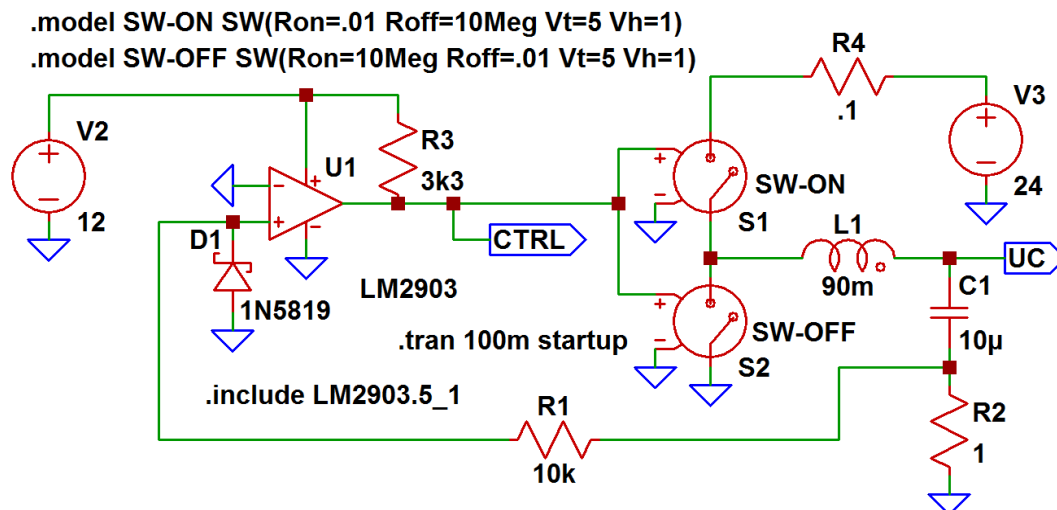 .model SW-ON SW(Ron=.01 Roff=10Meg Vt=5 Vh=1)
.model SW-OFF SW(Ron=10Meg Roff=.01 Vt=5 Vh=1)
R4
.1
V3
24
V2
12
R3
3k3
U1
SW-ON
S1
D1
1N5819
CTRL
LM2903
L1
90m
UC
C1
10µ
SW-OFF
S2
.tran 100m startup
.include LM2903.5_1
R1
10k
R2
1